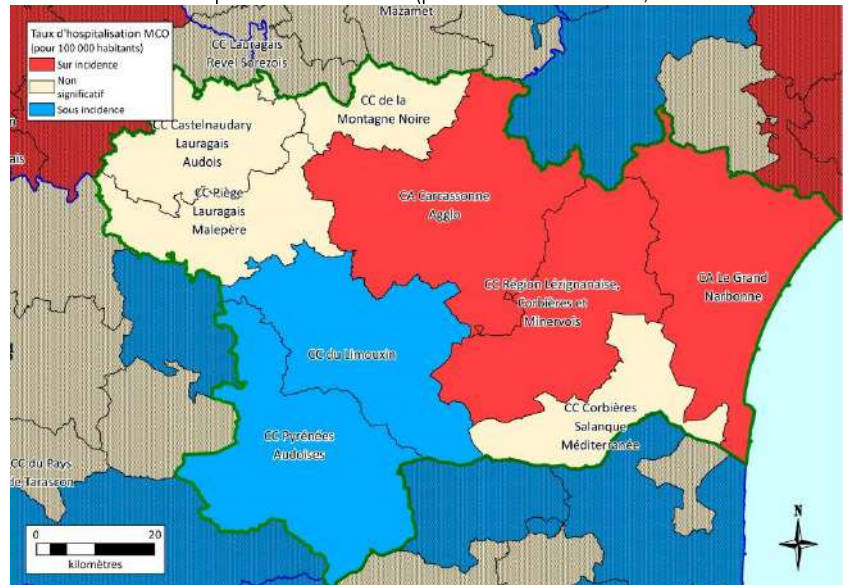 Mazamet
Taux d'hospitalisation MCO
(pour 100 000 habitants)
Sur incidence
Non
significatif
Sous incidence
CC Lauragais
Revel Sorezois
CC de la
Montagne Noire
CC Castelnaudary
Lauragais
Audois
ais
CC Piège
Lauragais
Malepère
CA Carcassonne
Agglo
CA Le Grand
Narbonne
CC Région Lézignanaise,
Corbières et
Minervois
CC du Limouxin
CC Corbières
Salanque
Méditerranée
CC Pyrénées
Audoises
CC du Pays
de Tarascon
N
0 20
kilomètres